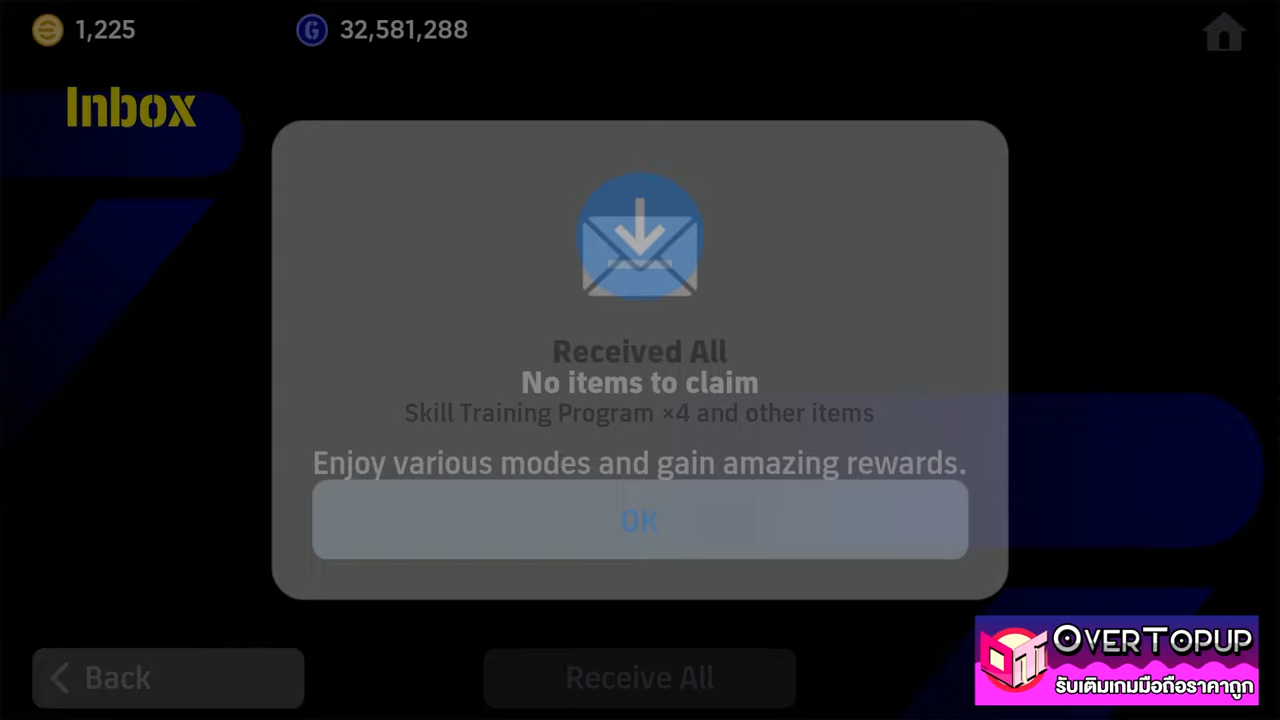 1,225
G 32,581,288
Inbox
Received All
No items to claim
Skill Training Program ×4 and other items
Enjoy various modes and gain amazing rewards.
OK
Back
Receive All
OVERTOPUP
รับเติมเกมมือถือราคาถูก